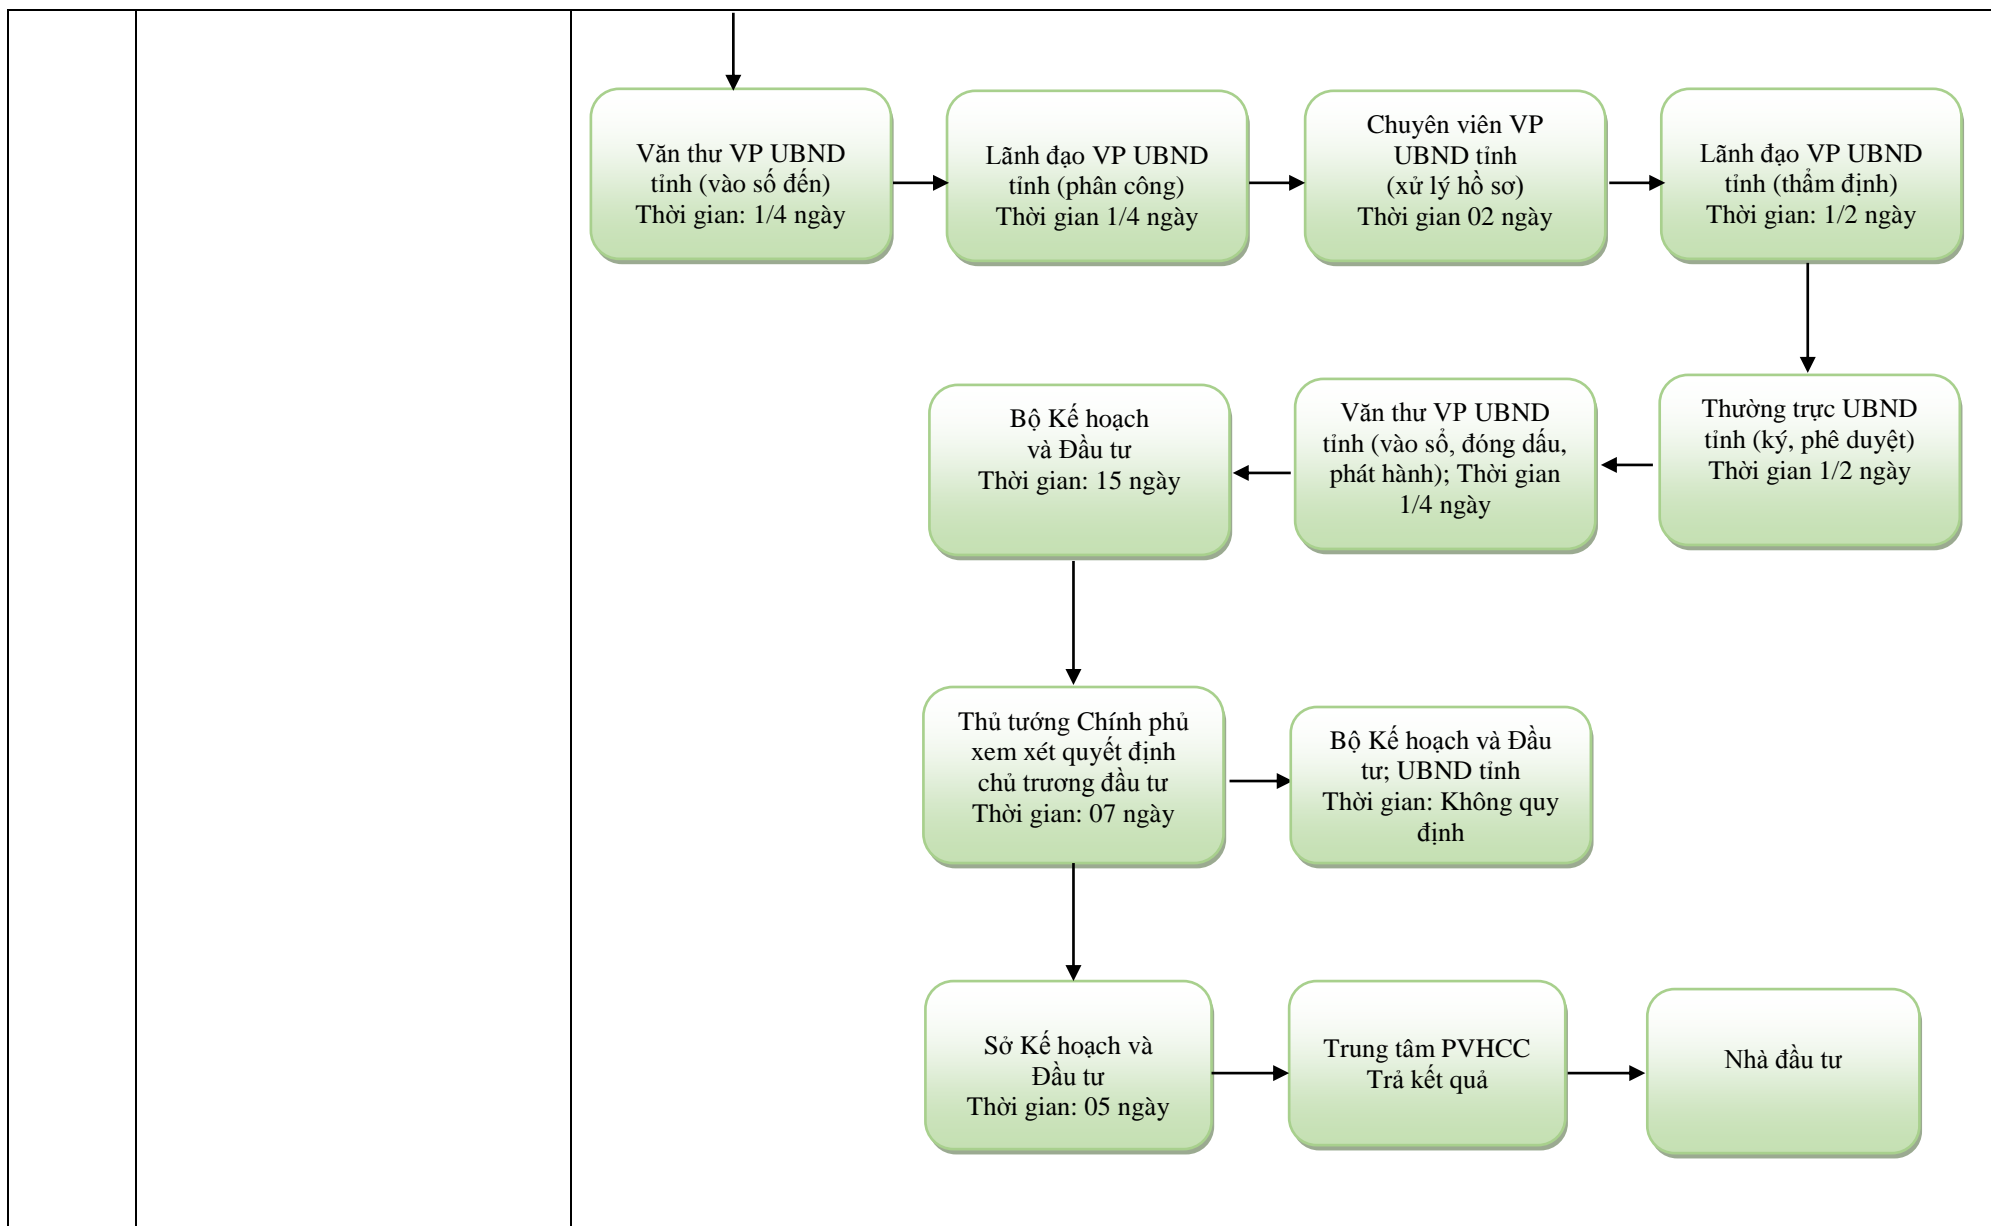 Văn thư VP UBND
tỉnh (vào số đến)
Thời gian: 1/4 ngày
Lãnh đạo VP UBND
tỉnh (phân công)
Thời gian 1/4 ngày
Chuyên viên VP
UBND tỉnh
(xử lý hồ sơ)
Thời gian 02 ngày
Lãnh đạo VP UBND
tỉnh (thẩm định)
Thời gian: 1/2 ngày
Thường trực UBND
tỉnh (ký, phê duyệt)
Thời gian 1/2 ngày
Văn thư VP UBND
tỉnh (vào sổ, đóng dấu,
phát hành); Thời gian
1/4 ngày
Bộ Kế hoạch
và Đầu tư
Thời gian: 15 ngày
Thủ tướng Chính phủ
xem xét quyết định
chủ trương đầu tư
Thời gian: 07 ngày
Bộ Kế hoạch và Đầu
tư; UBND tỉnh
Thời gian: Không quy
định
Sở Kế hoạch và
Đầu tư
Thời gian: 05 ngày
Trung tâm PVHCC
Trả kết quả
Nhà đầu tư